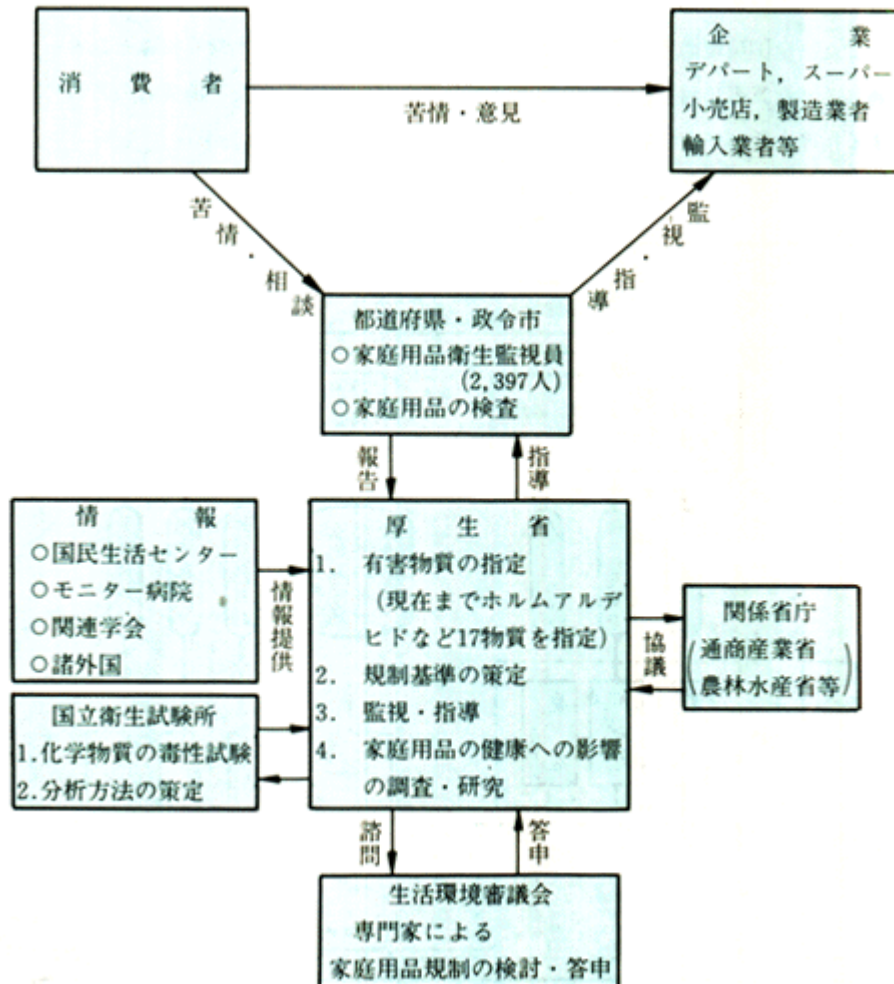 消費者
企業
デパート，スーパー
小売店，製造業者
輸入業者等
苦情・意見
苦情・相談
指導・監視
都道府県・政令市
○家庭用品衛生監視員
(2,397人)
○家庭用品の検査
報告
指導
情報
○国民生活センター
○モニター病院
○関連学会
○諸外国
情報提供
厚生省
1. 有害物質の指定
(現在までホルムアルデ
ヒドなど17物質を指定)
2. 規制基準の策定
3. 監視・指導
4. 家庭用品の健康への影響
の調査・研究
協議
関係省庁
(通商産業省
農林水産省等)
国立衛生試験所
1.化学物質の毒性試験
2.分析方法の策定
諮問
答申
生活環境審議会
専門家による
家庭用品規制の検討・答申